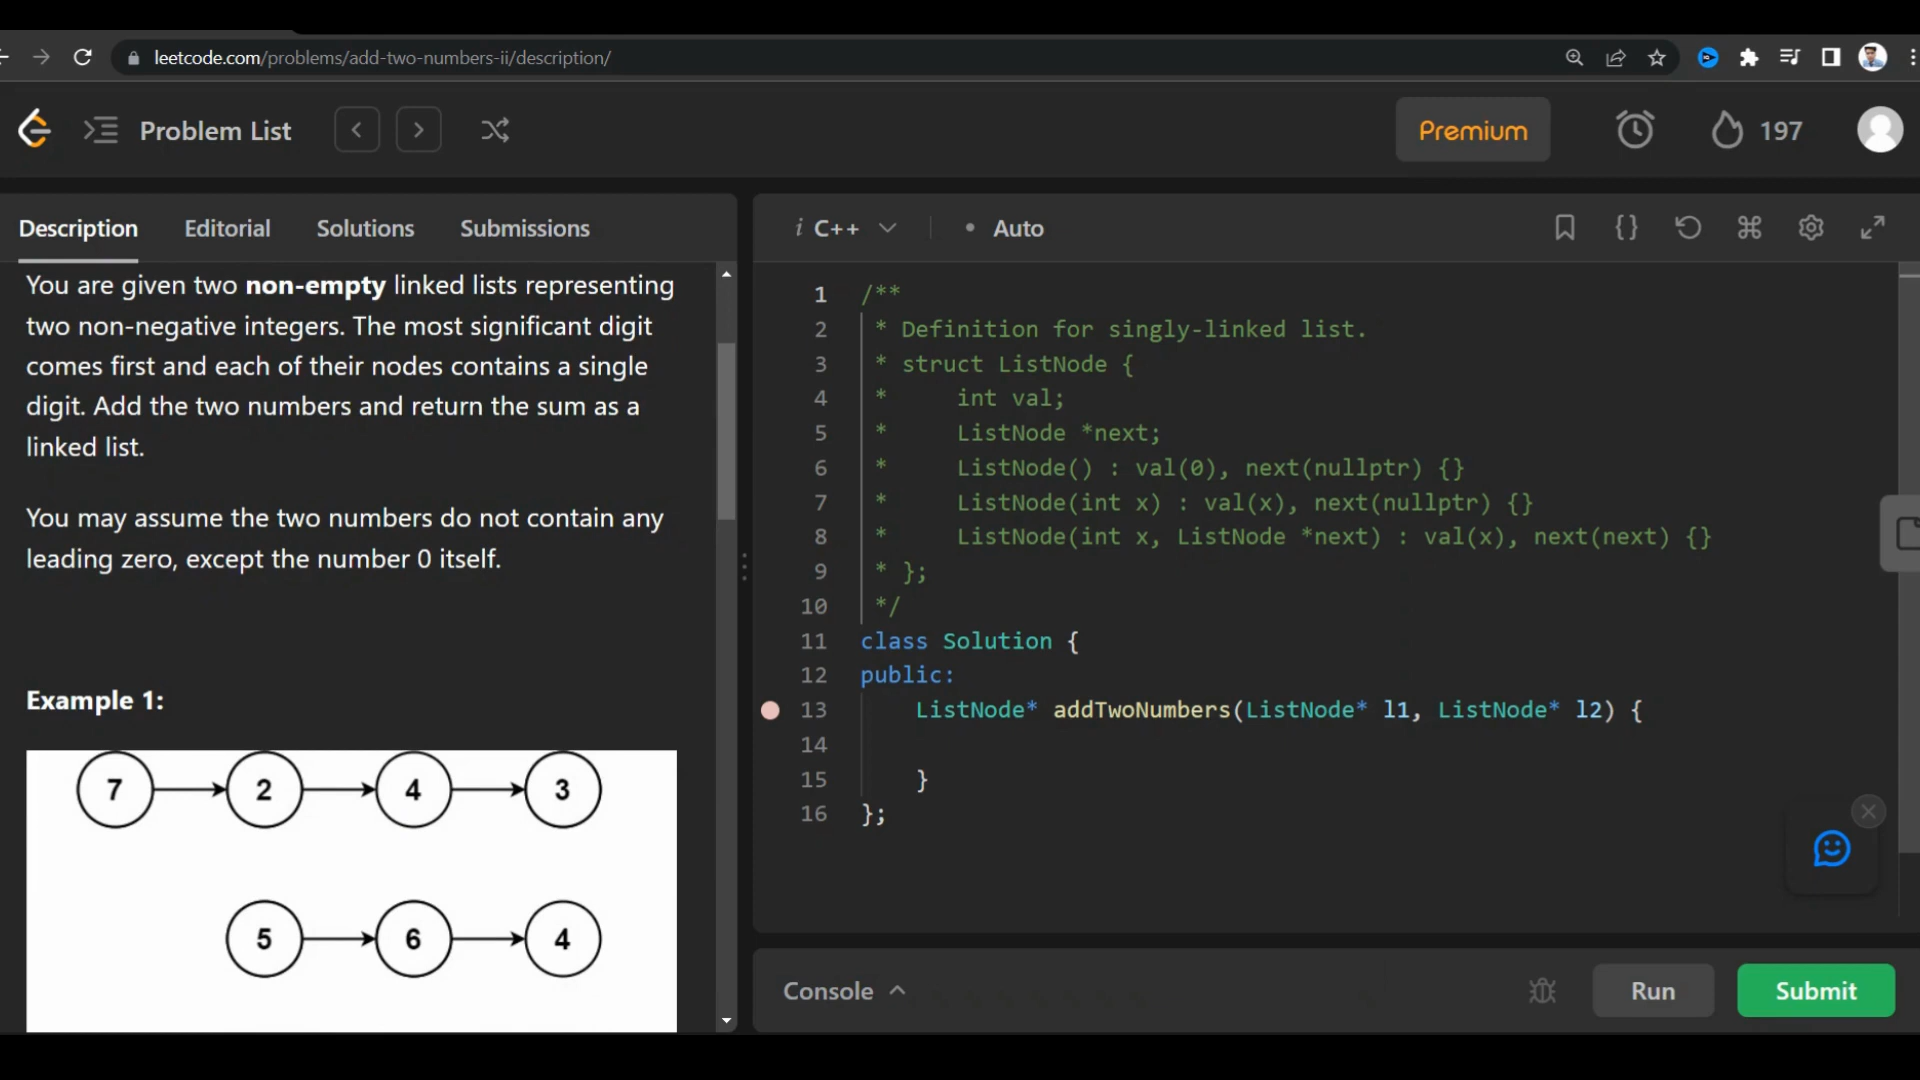 leetcode.com/problems/add-two-numbers-ii/description/
Problem List
Premium
197
Description Editorial Solutions Submissions
You are given two non-empty linked lists representing
two non-negative integers. The most significant digit
comes first and each of their nodes contains a single
digit. Add the two numbers and return the sum as a
linked list.
You may assume the two numbers do not contain any
leading zero, except the number 0 itself.
Example 1:
7 2 4 3
5 6 4
i C++ • Auto
1 /**
2 * Definition for singly-linked list.
3 * struct ListNode {
4 * int val;
5 * ListNode *next;
6 * ListNode() : val(0), next(nullptr) {}
7 * ListNode(int x) : val(x), next(nullptr) {}
8 * ListNode(int x, ListNode *next) : val(x), next(next) {}
9 * };
10 */
11 class Solution {
12 public:
13 ListNode* addTwoNumbers(ListNode* l1, ListNode* l2) {
14
15 }
16 };
Console
Run
Submit